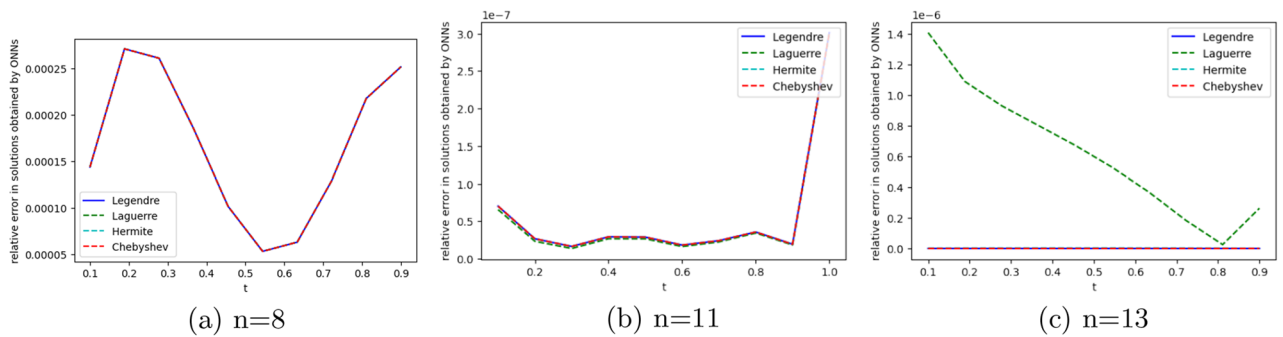 relative error in solutions obtained by ONNs
0.00025
0.00020
0.00015
0.00010
0.00005
Legendre
Laguerre
Hermite
Chebyshev
0.1 0.2 0.3 0.4 0.5 0.6 0.7 0.8 0.9
t
(a) n=8
relative error in solutions obtained by ONNs
1e−7
3.0
2.5
2.0
1.5
1.0
0.5
0.0
Legendre
Laguerre
Hermite
Chebyshev
0.2 0.4 0.6 0.8 1.0
t
(b) n=11
relative error in solutions obtained by ONNs
1e−6
1.4
1.2
1.0
0.8
0.6
0.4
0.2
0.0
Legendre
Laguerre
Hermite
Chebyshev
0.1 0.2 0.3 0.4 0.5 0.6 0.7 0.8 0.9
t
(c) n=13